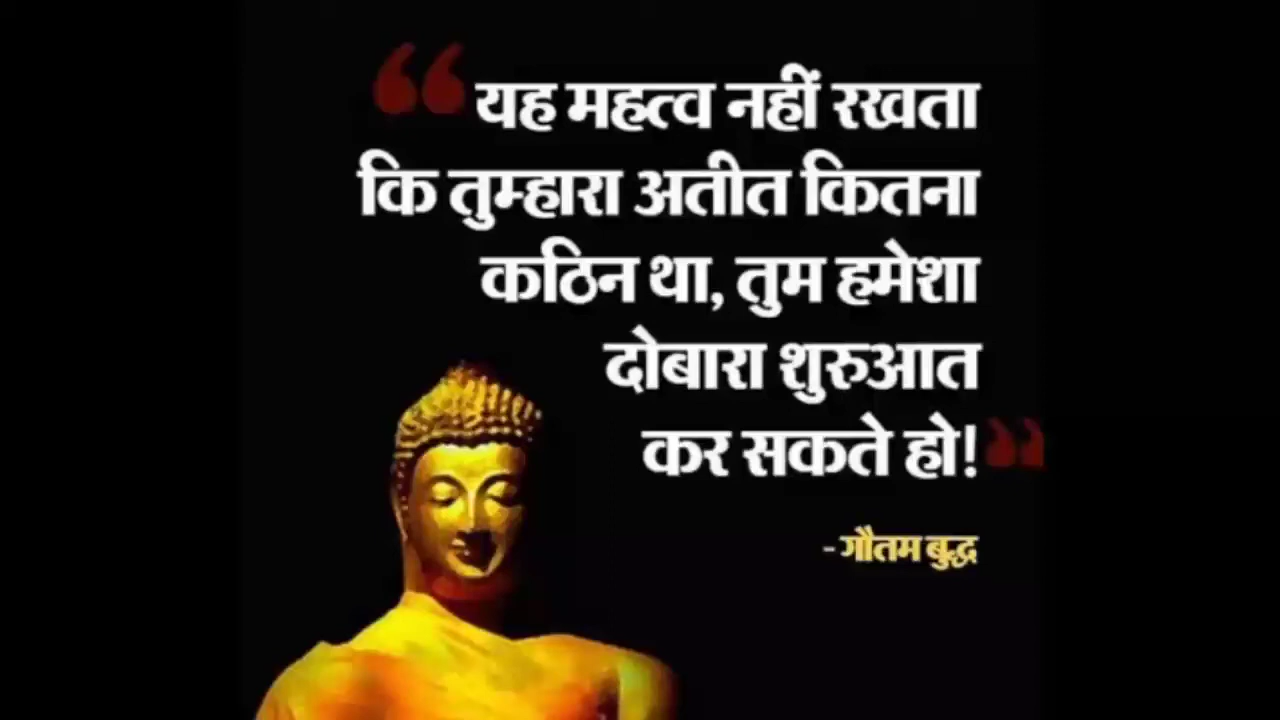 “यह महत्व नहीं रखता
कि तुम्हारा अतीत कितना
कठिन था, तुम हमेशा
दोबारा शुरुआत
कर सकते हो!”
- गौतम बुद्ध